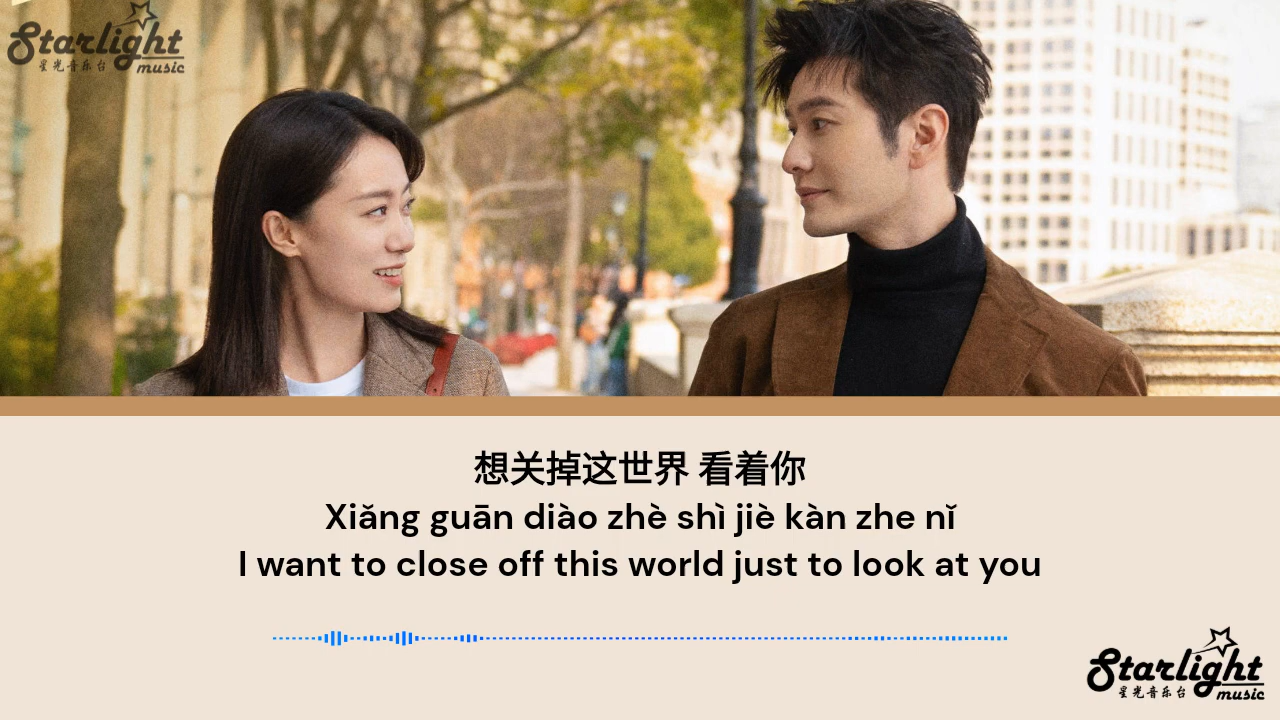 Starlight
星光音乐台 music
想关掉这世界 看着你
Xiǎng guān diào zhè shì jiè kàn zhe nǐ
I want to close off this world just to look at you
Starlight
星光音乐台 music